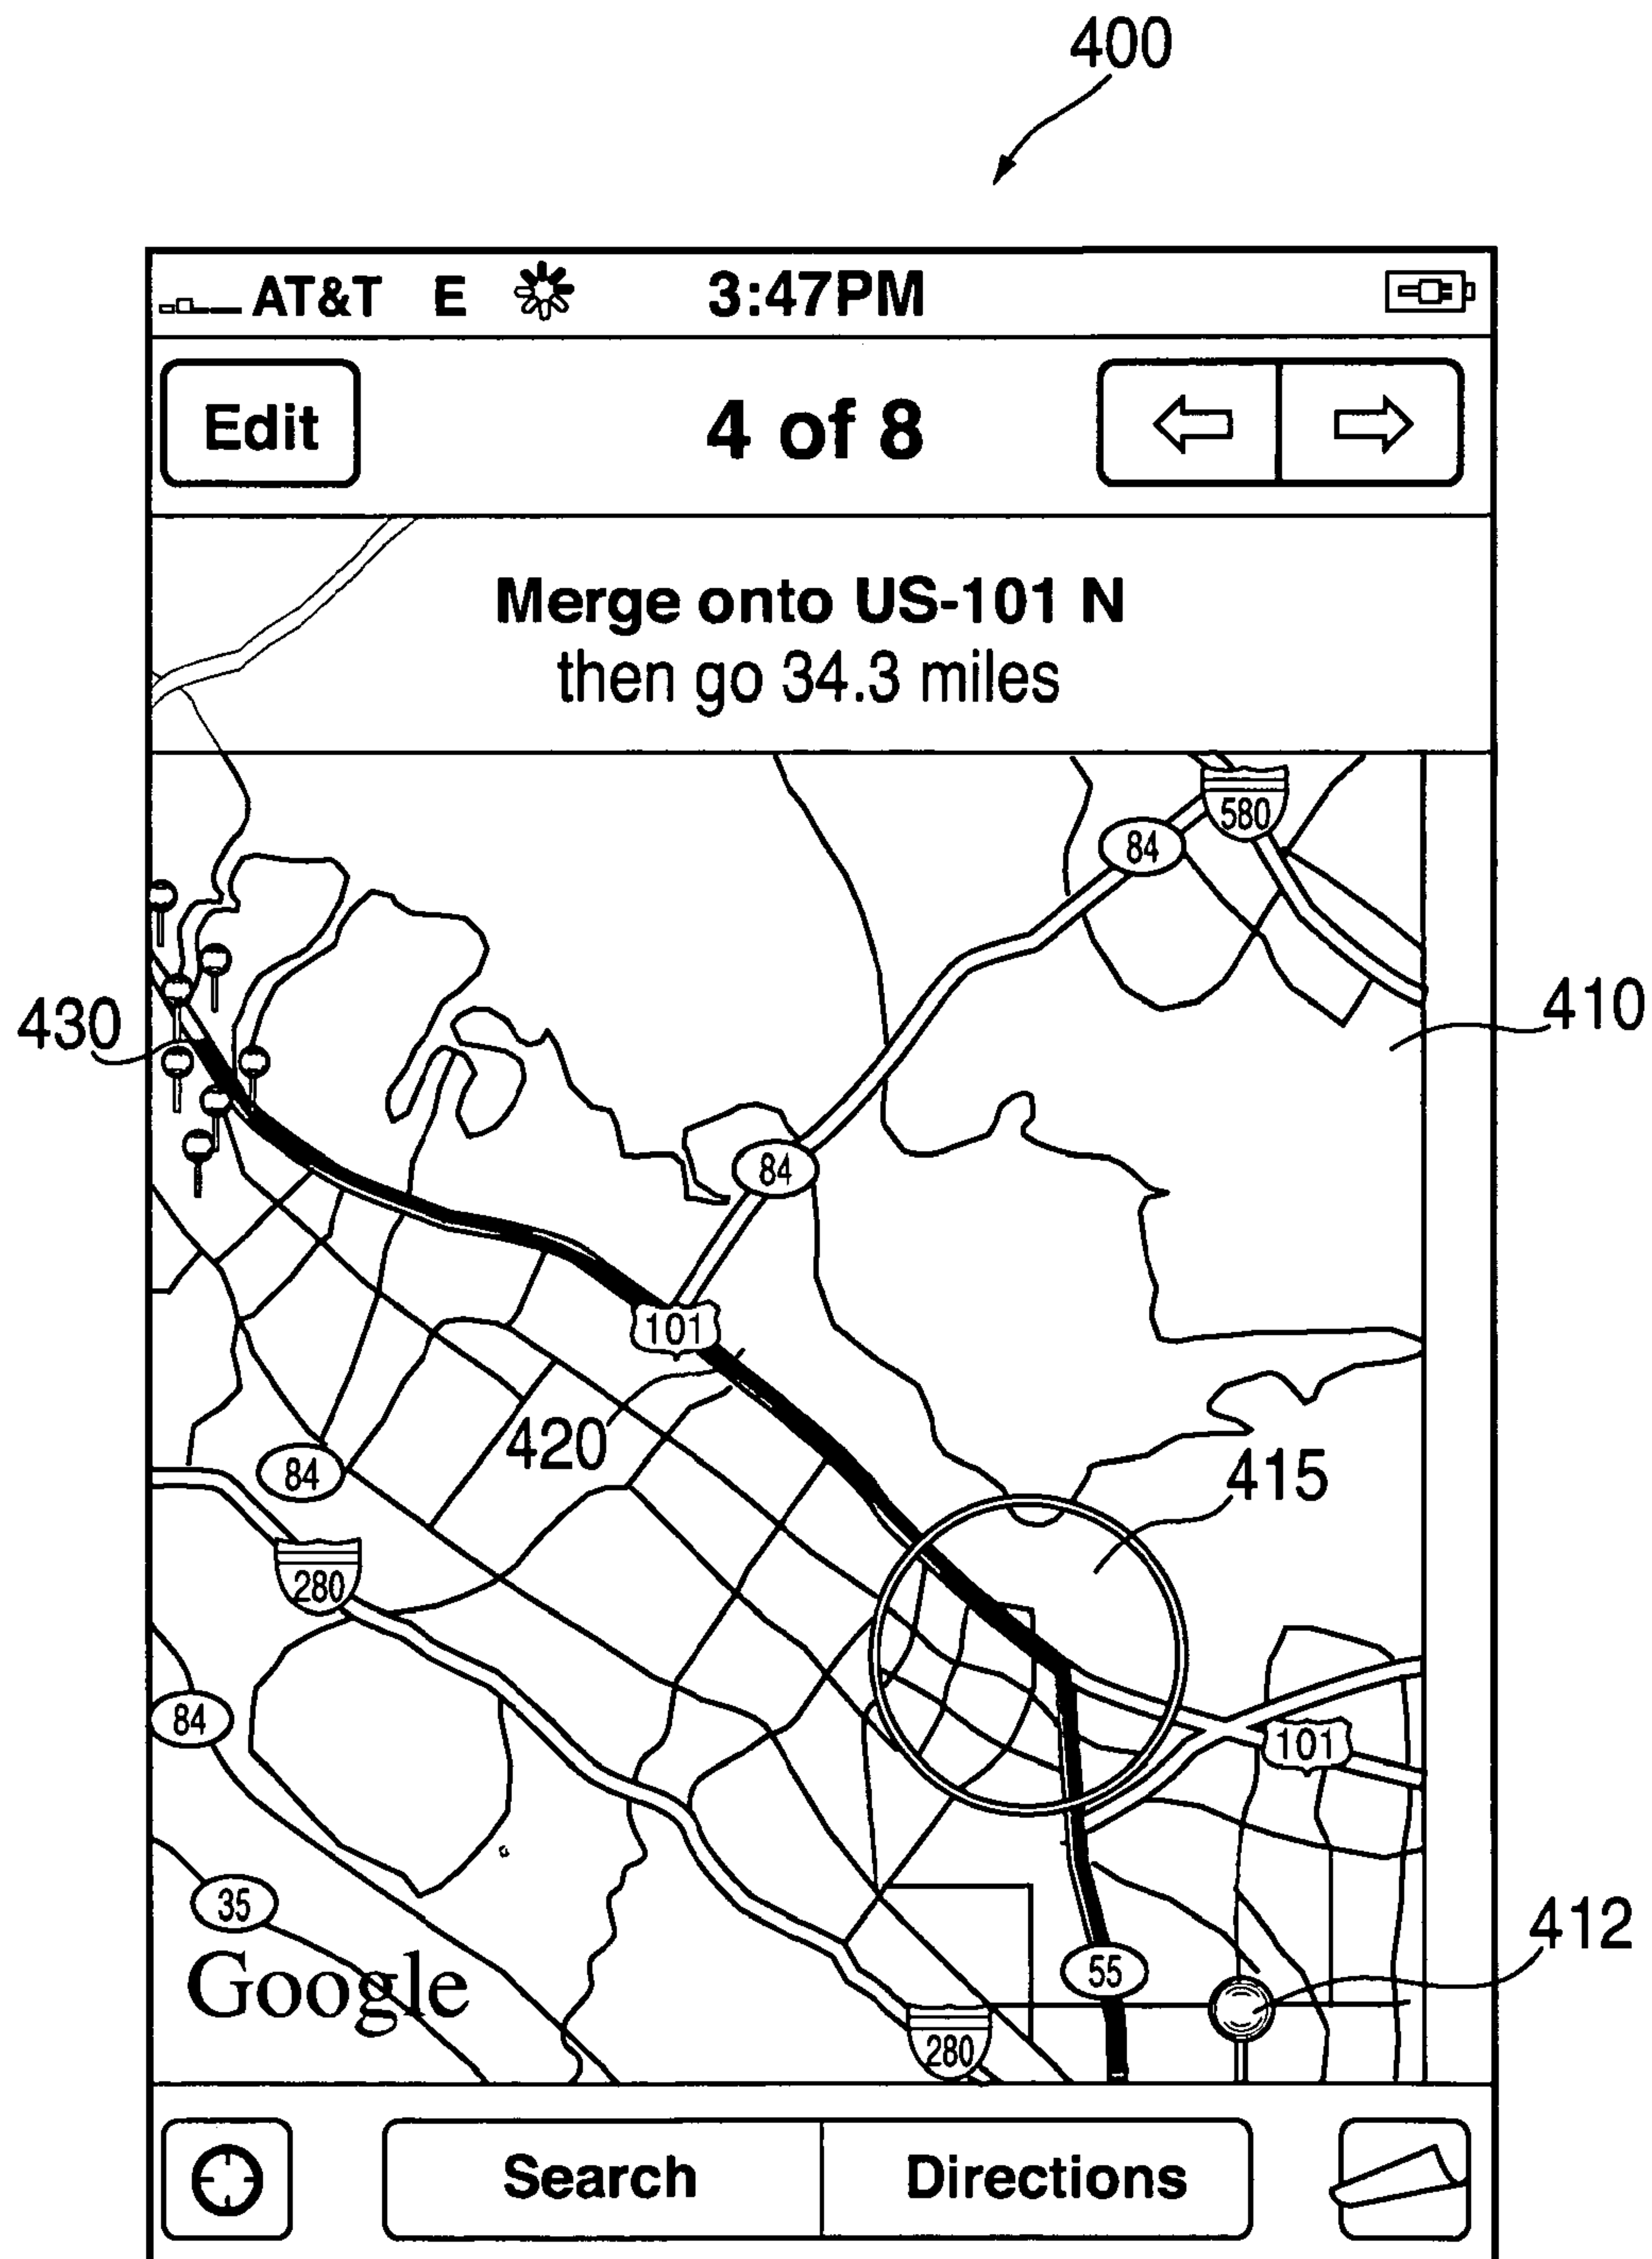 400
AT&T E 3:47PM
Edit 4 of 8
Merge onto US-101 N
then go 34.3 miles
580
84
430
410
84
101
420
415
84
280
84
101
35
412
Google
55
280
Search Directions